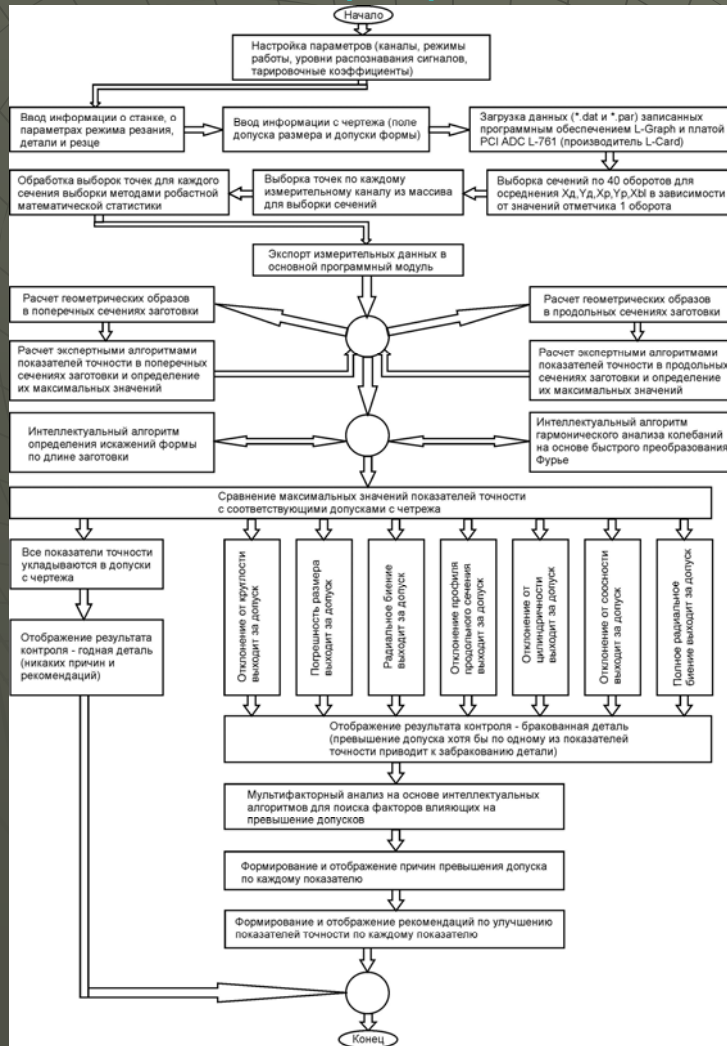 Начало
Настройка параметров (каналы, режимы
работы, уровни распознавания сигналов,
тарировочные коэффициенты)
Ввод информации о станке, о
параметрах режима резания,
детали и резце
Ввод информации с чертежа (поле
допуска размера и допуски формы)
Загрузка данных (*.dat и *.par) записанных
программным обеспечением L-Graph и платой
PCI ADC L-761 (производитель L-Card)
Обработка выборок точек для каждого
сечения выборки методами робастной
математической статистики
Выборка точек по каждому
измерительному каналу из массива
для выборки сечений
Выборка сечений по 40 оборотов для
осреднения Xд,Yд,Xр,Yр,Xbl в зависимости
от значений отметчика 1 оборота
Экспорт измерительных данных в
основной программный модуль
Расчет геометрических образов
в поперечных сечениях заготовки
Расчет геометрических образов
в продольных сечениях заготовки
Расчет экспертными алгоритмами
показателей точности в поперечных
сечениях заготовки и определение
их максимальных значений
Расчет экспертными алгоритмами
показателей точности в продольных
сечениях заготовки и определение
их максимальных значений
Интеллектуальный алгоритм
определения искажений формы
по длине заготовки
Интеллектуальный алгоритм
гармонического анализа колебаний
на основе быстрого преобразования
Фурье
Сравнение максимальных значений показателей точности
с соответствующими допусками с четрежа
Все показатели точности
укладываются в допуски
с чертежа
Отклонение от круглости
выходит за допуск
Погрешность размера
выходит за допуск
Радиальное биение
выходит за допуск
Отклонение профиля
продольного сечения
выходит за допуск
Отклонение от
цилиндричности
выходит за допуск
Отклонение от соосности
выходит за допуск
Полное радиальное
биение выходит за допуск
Отображение результата
контроля - годная деталь
(никаких причин и
рекомендаций)
Отображение результата контроля - бракованная деталь
(превышение допуска хотя бы по одному из показателей
точности приводит к забракованию детали)
Мультифакторный анализ на основе интеллектуальных
алгоритмов для поиска факторов влияющих на
превышение допусков
Формирование и отображение причин превышения допуска
по каждому показателю
Формирование и отображение рекомендаций по улучшению
показателей точности по каждому показателю
Конец